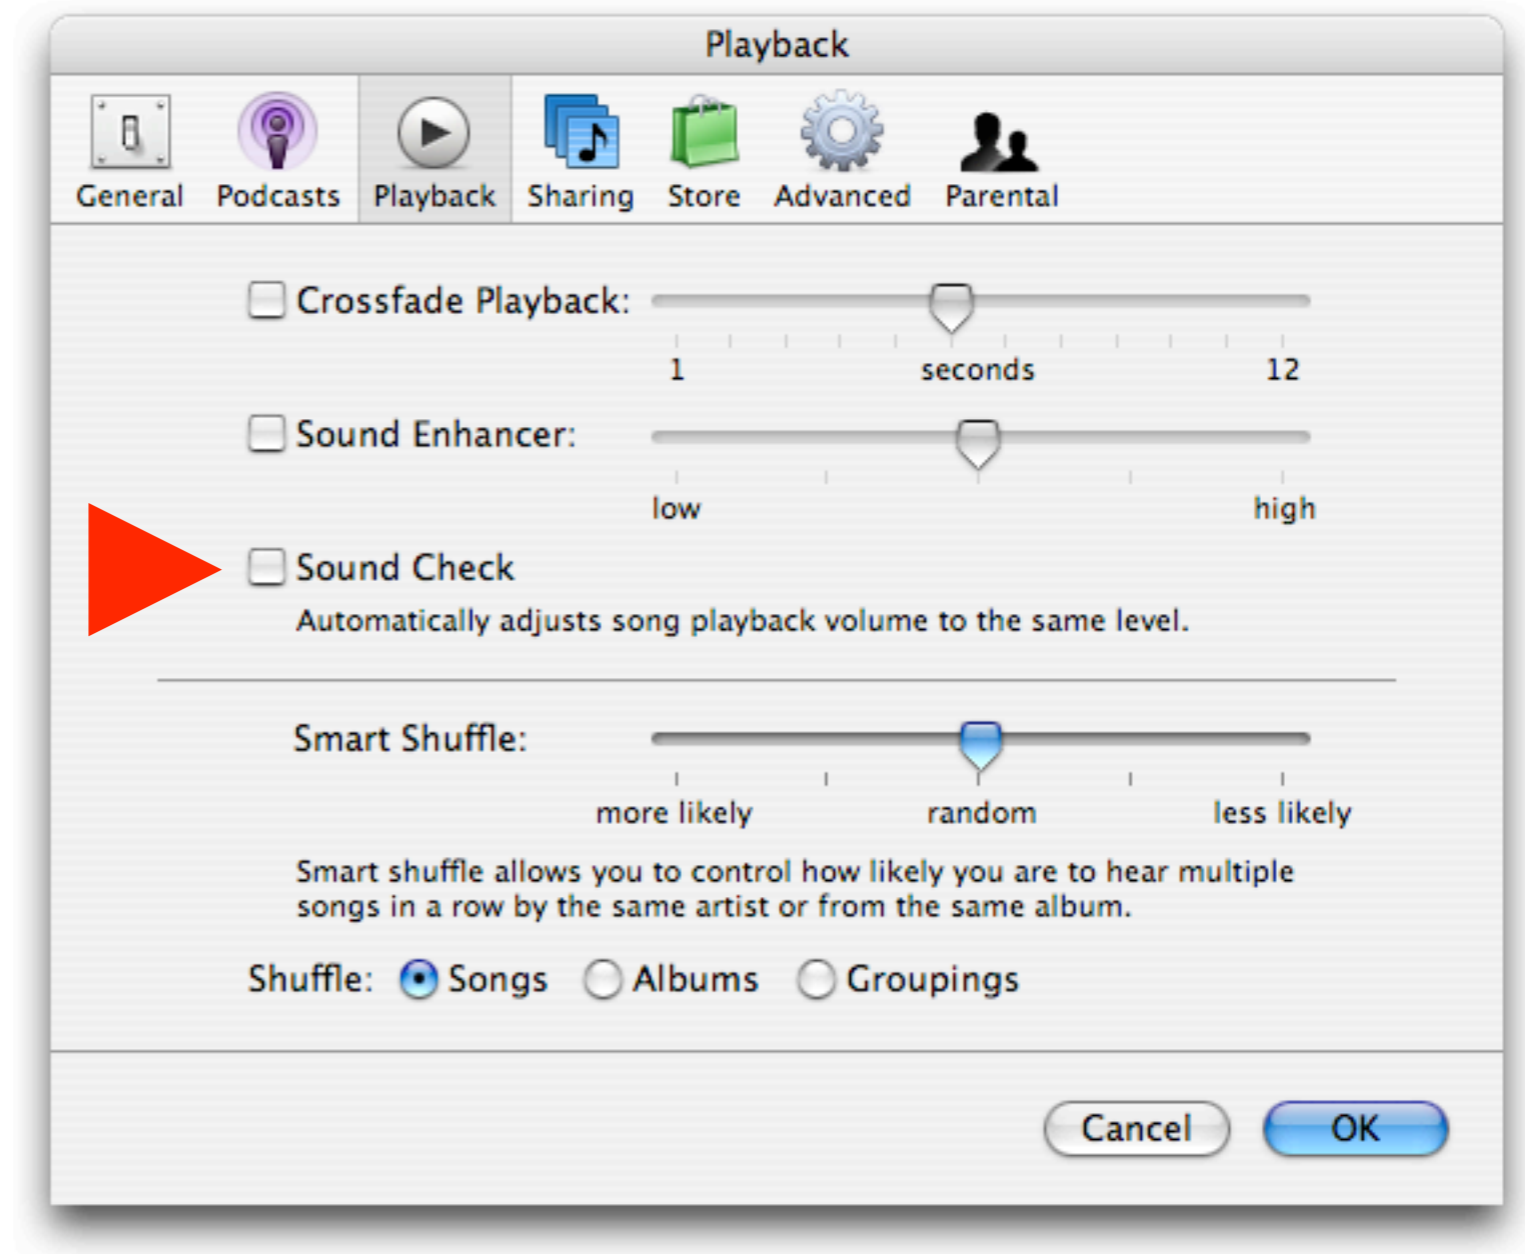 Playback
General Podcasts Playback Sharing Store Advanced Parental
Crossfade Playback:
1 seconds 12
Sound Enhancer:
low high
Sound Check
Automatically adjusts song playback volume to the same level.
Smart Shuffle:
more likely random less likely
Smart shuffle allows you to control how likely you are to hear multiple
songs in a row by the same artist or from the same album.
Shuffle: Songs Albums Groupings
Cancel OK